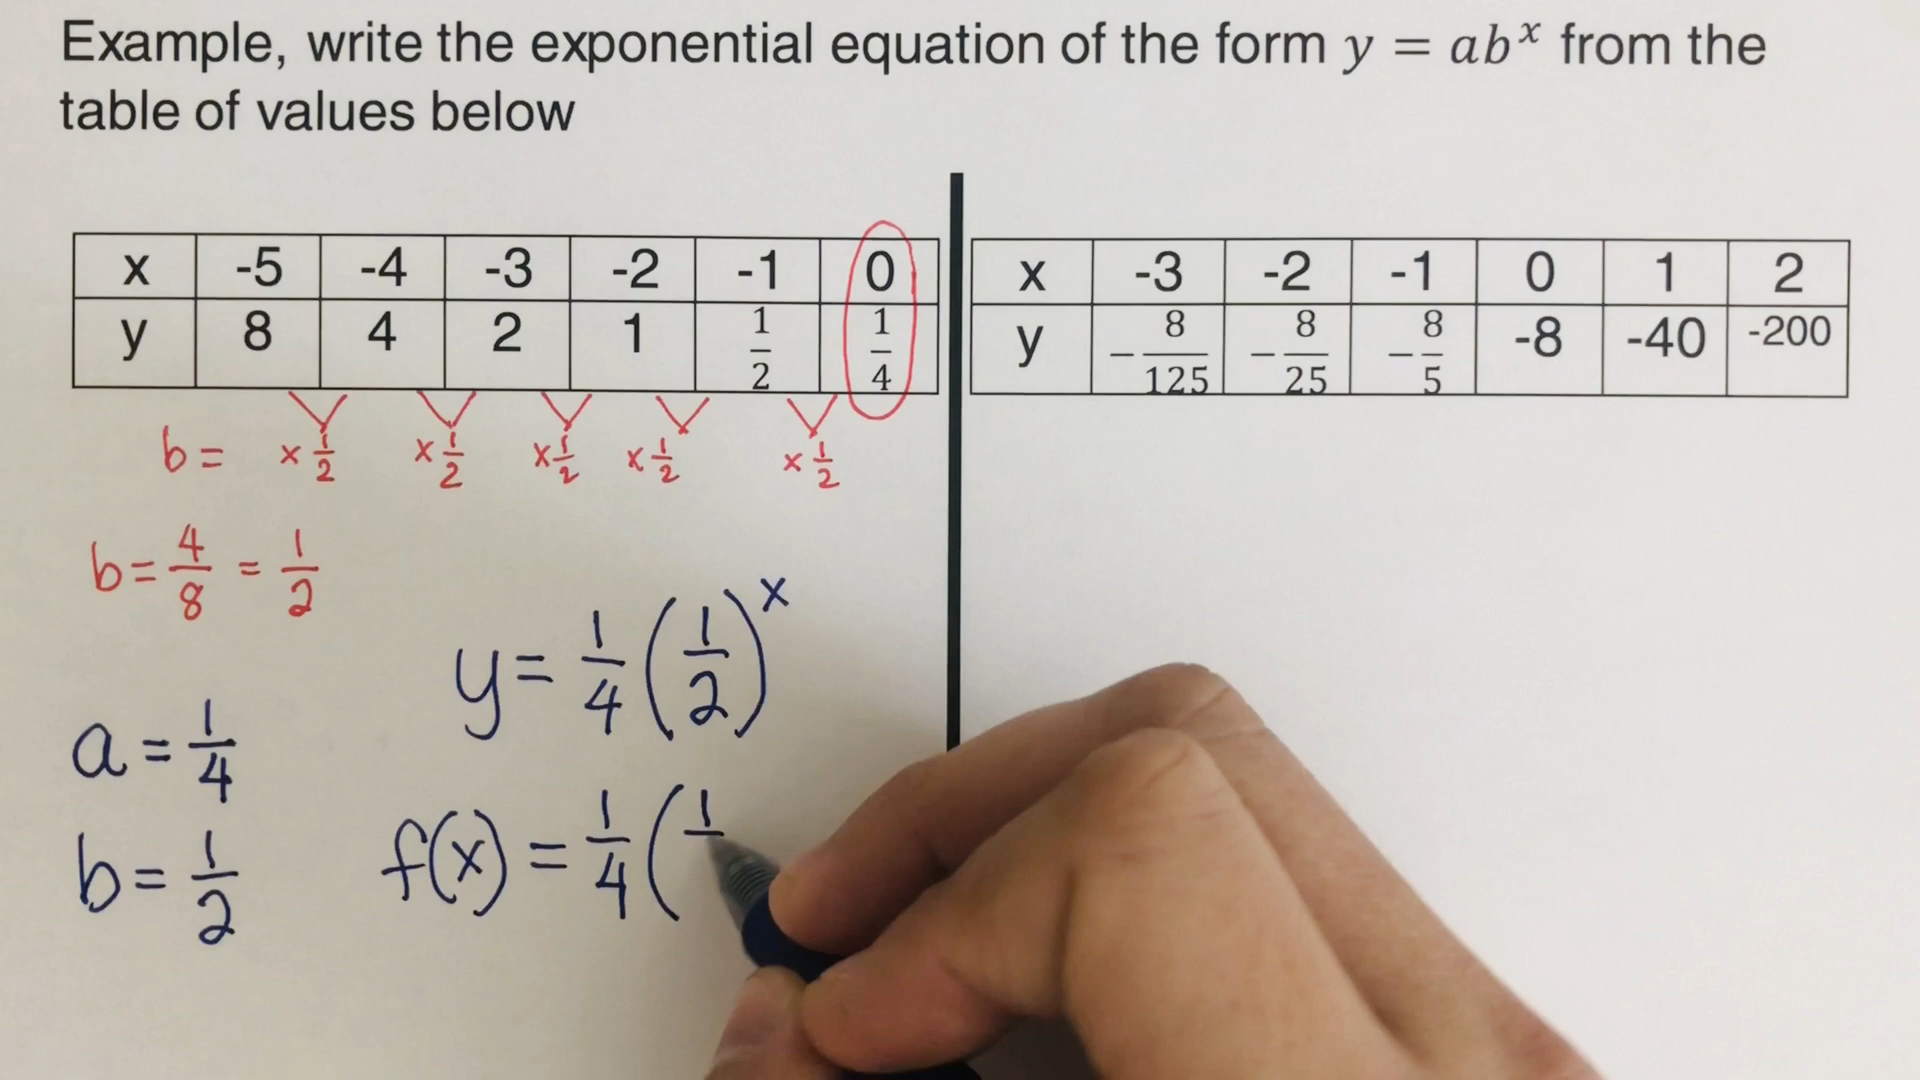 Example, write the exponential equation of the form y = abˣ from the
table of values below
x -5 -4 -3 -2 -1 0
y 8 4 2 1 1/2 1/4
x -3 -2 -1 0 1 2
y -8/125 -8/25 -8/5 -8 -40 -200
b = ×1/2 ×1/2 ×1/2 ×1/2 ×1/2
b = 4/8 = 1/2
y = 1/4 (1/2)ˣ
a = 1/4
b = 1/2
f(x) = 1/4 (1